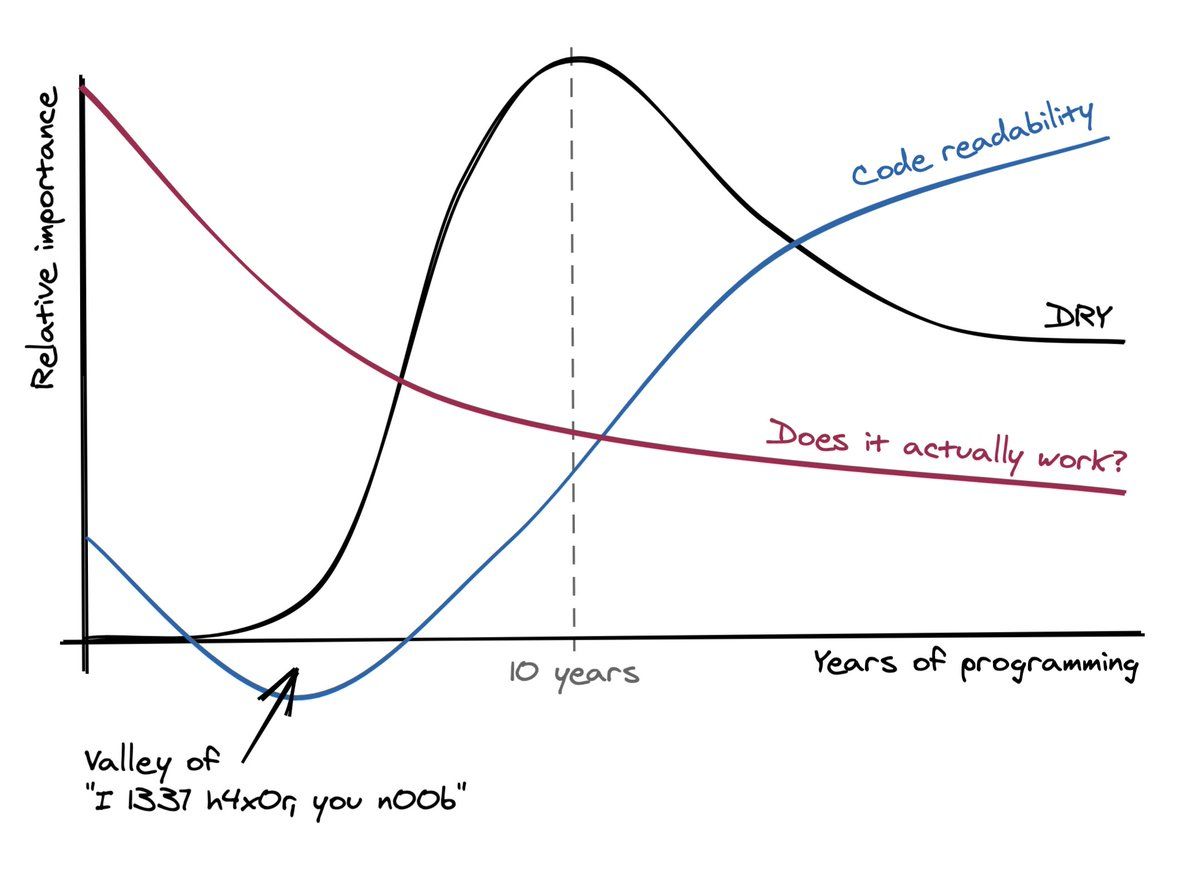 Relative importance
Code readability
DRY
Does it actually work?
10 years
Years of programming
Valley of
"I 1337 h4x0r, you n00b"